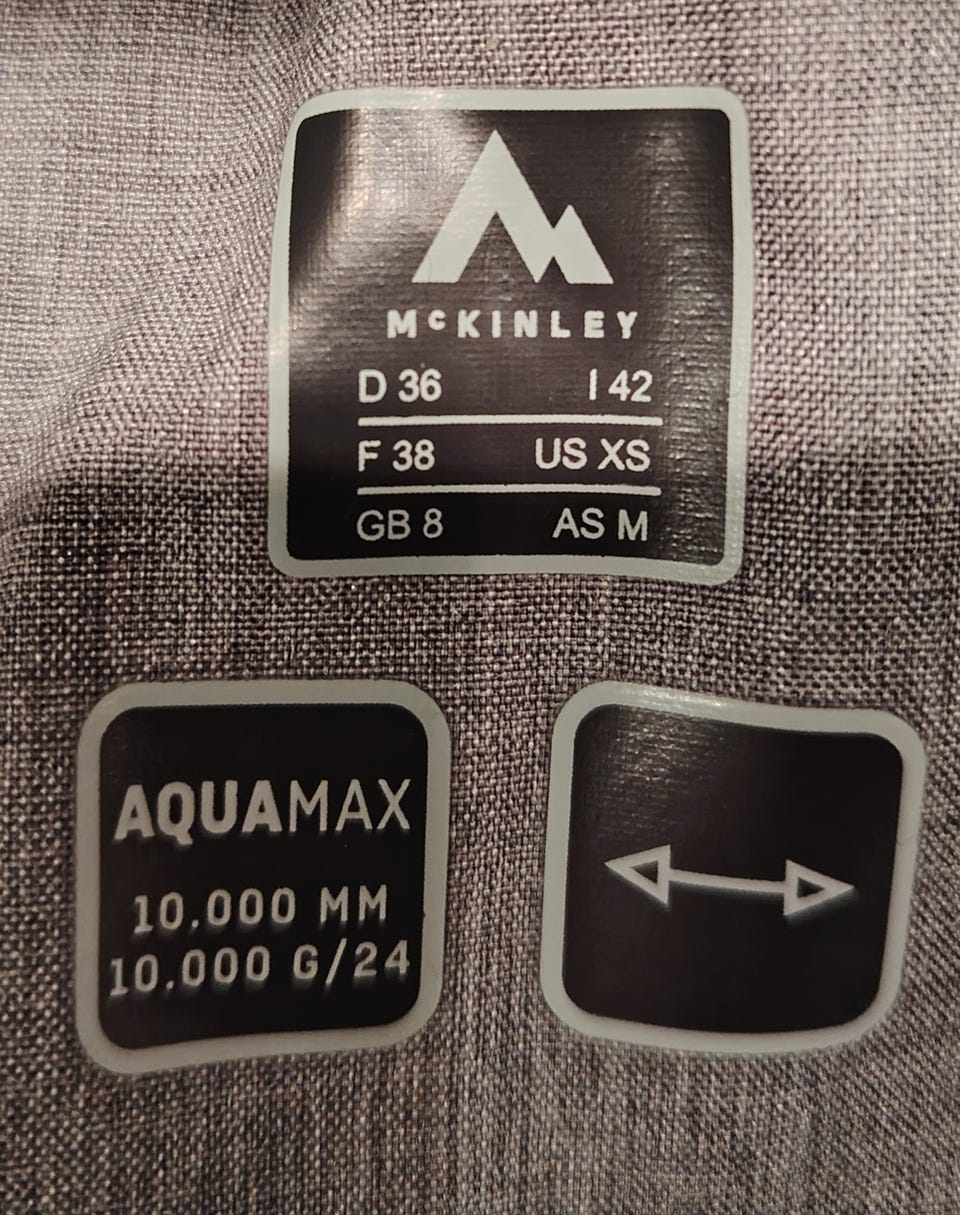 McKINLEY
D 36 I 42
F 38 US XS
GB 8 AS M
AQUAMAX
10.000 MM
10.000 G/24